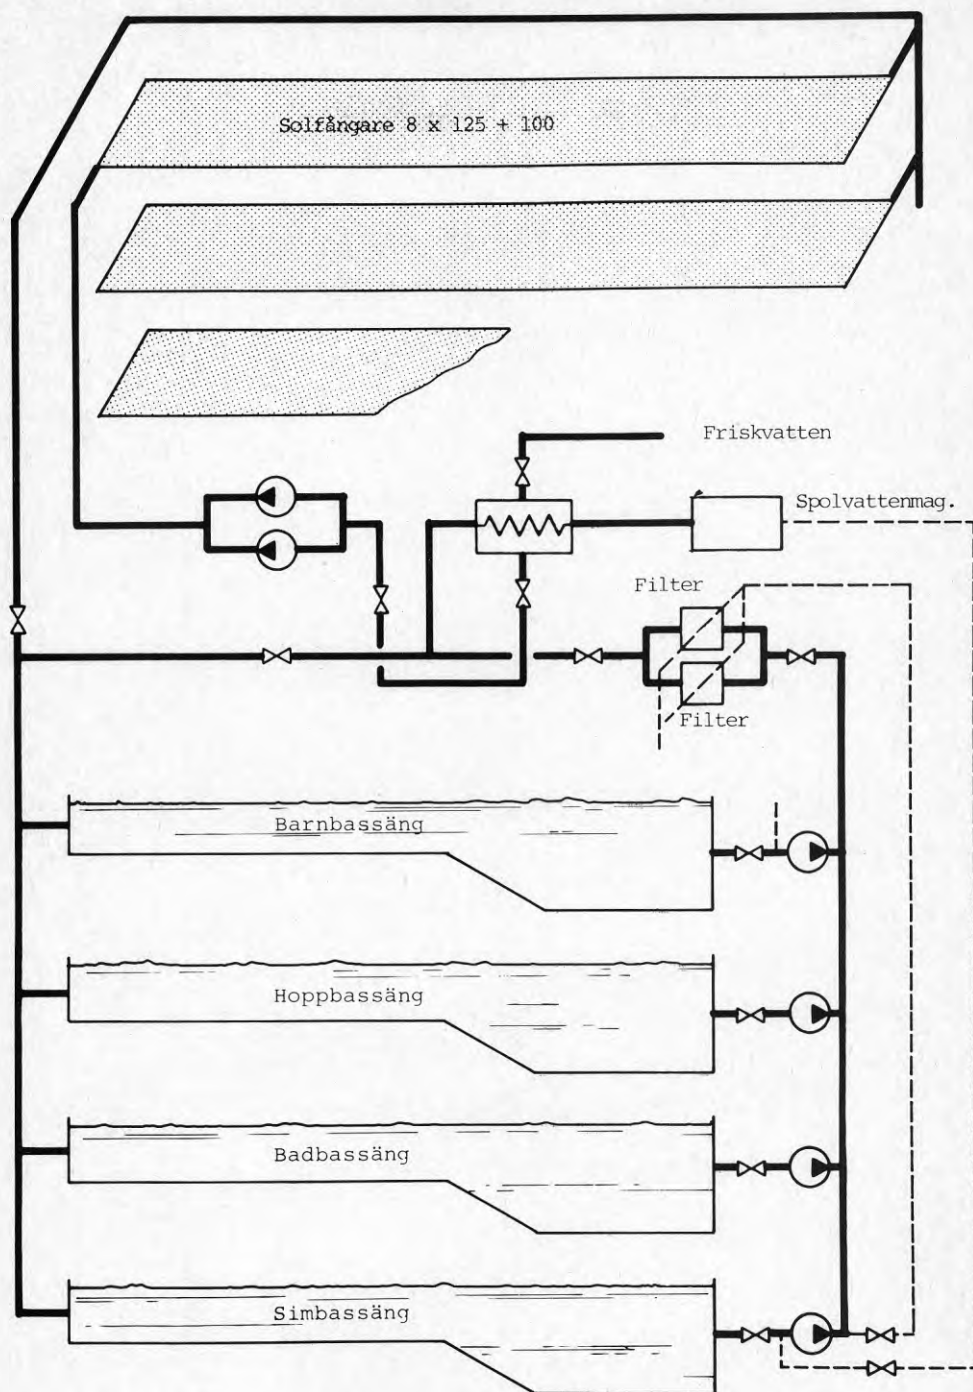 Solfångare 8 x 125 + 100
Friskvatten
Spolvattenmag.
Filter
Filter
Barnbassäng
Hoppbassäng
Badbassäng
Simbassäng